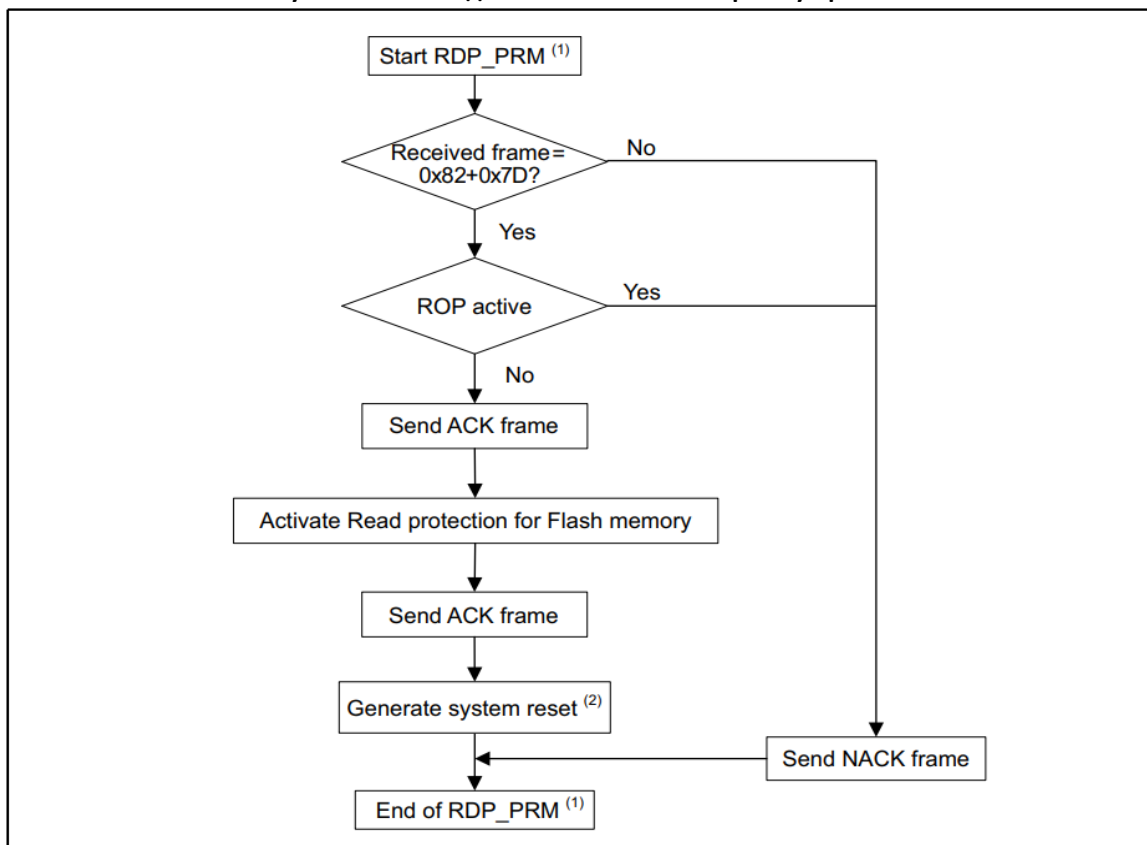 Start RDP_PRM (1)
Received frame=
0x82+0x7D?
No
Yes
ROP active
Yes
No
Send ACK frame
Activate Read protection for Flash memory
Send ACK frame
Generate system reset (2)
Send NACK frame
End of RDP_PRM (1)